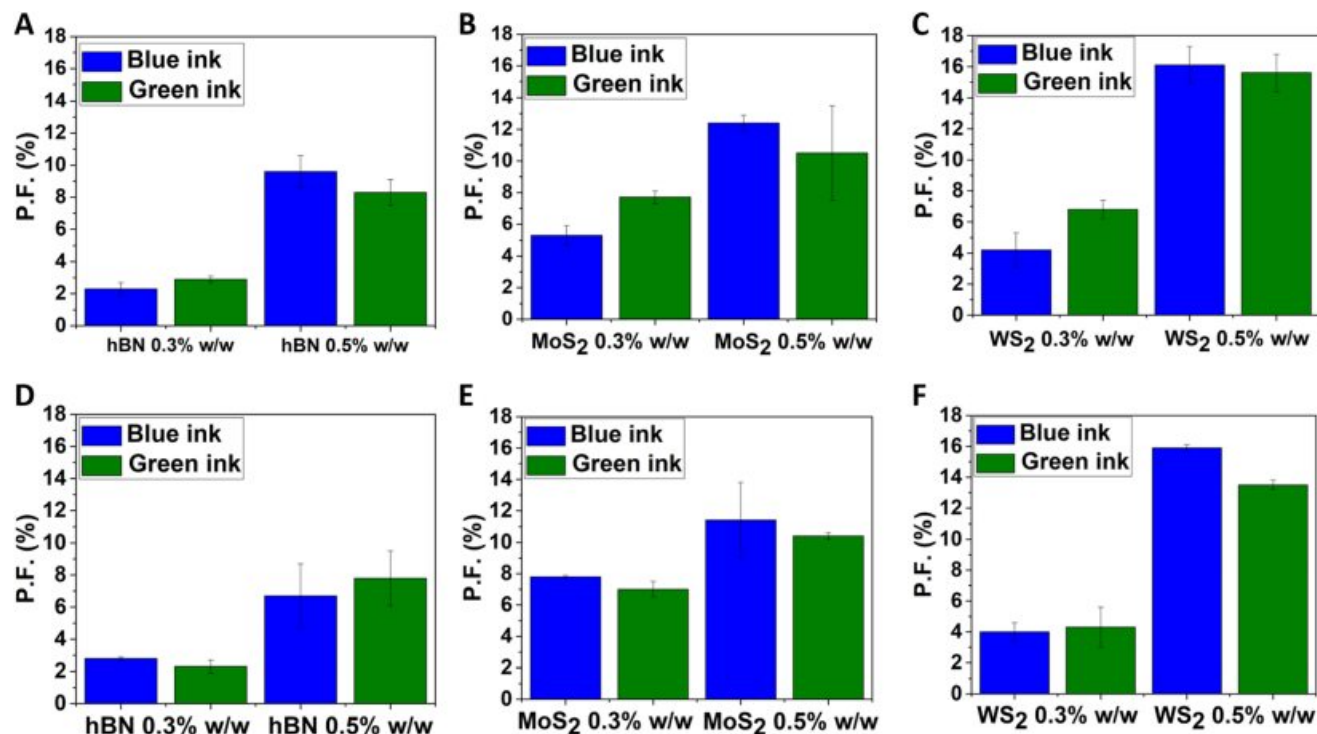 A
P.F. (%)
18
16
14
12
10
8
6
4
2
0
Blue ink
Green ink
hBN 0.3% w/w
hBN 0.5% w/w
B
P.F. (%)
18
16
14
12
10
8
6
4
2
0
Blue ink
Green ink
MoS2 0.3% w/w
MoS2 0.5% w/w
C
P.F. (%)
18
16
14
12
10
8
6
4
2
0
Blue ink
Green ink
WS2 0.3% w/w
WS2 0.5% w/w
D
P.F. (%)
18
16
14
12
10
8
6
4
2
0
Blue ink
Green ink
hBN 0.3% w/w
hBN 0.5% w/w
E
P.F. (%)
18
16
14
12
10
8
6
4
2
0
Blue ink
Green ink
MoS2 0.3% w/w
MoS2 0.5% w/w
F
P.F. (%)
18
16
14
12
10
8
6
4
2
0
Blue ink
Green ink
WS2 0.3% w/w
WS2 0.5% w/w